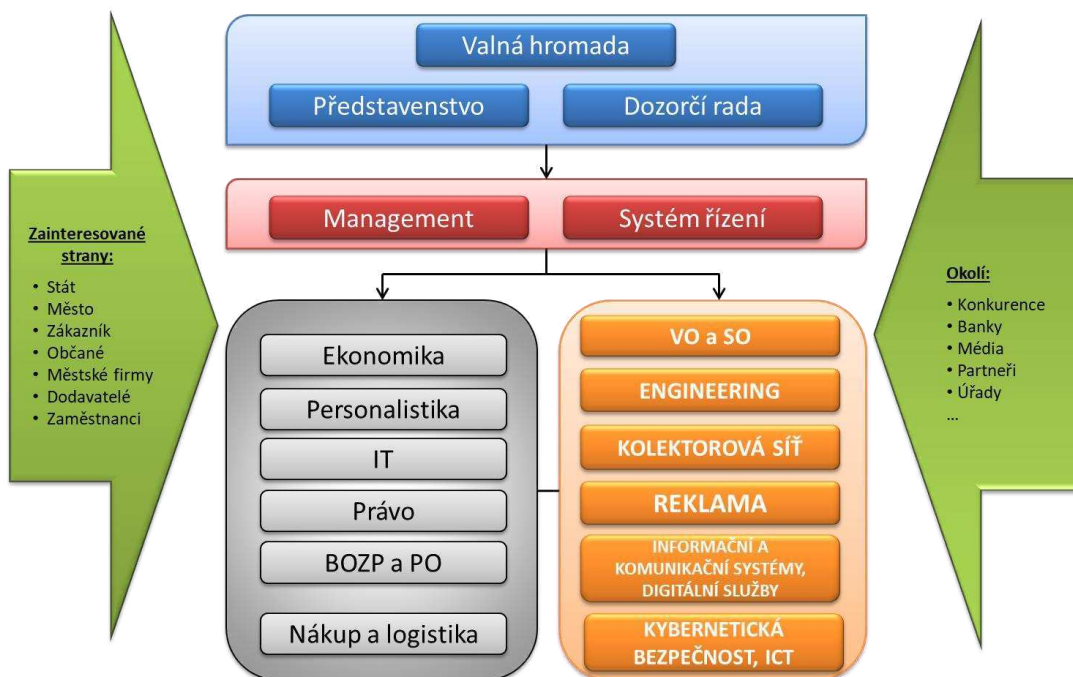 Valná hromada
Představenstvo
Dozorčí rada
Management
Systém řízení
Zainteresované
strany:
• Stát
• Město
• Zákazník
• Občané
• Městské firmy
• Dodavatelé
• Zaměstnanci
Ekonomika
Personalistika
IT
Právo
BOZP a PO
Nákup a logistika
VO a SO
ENGINEERING
KOLEKTOROVÁ SÍŤ
REKLAMA
INFORMAČNÍ A
KOMUNIKAČNÍ SYSTÉMY,
DIGITÁLNÍ SLUŽBY
KYBERNETICKÁ
BEZPEČNOST, ICT
Okolí:
• Konkurence
• Banky
• Média
• Partneři
• Úřady
...